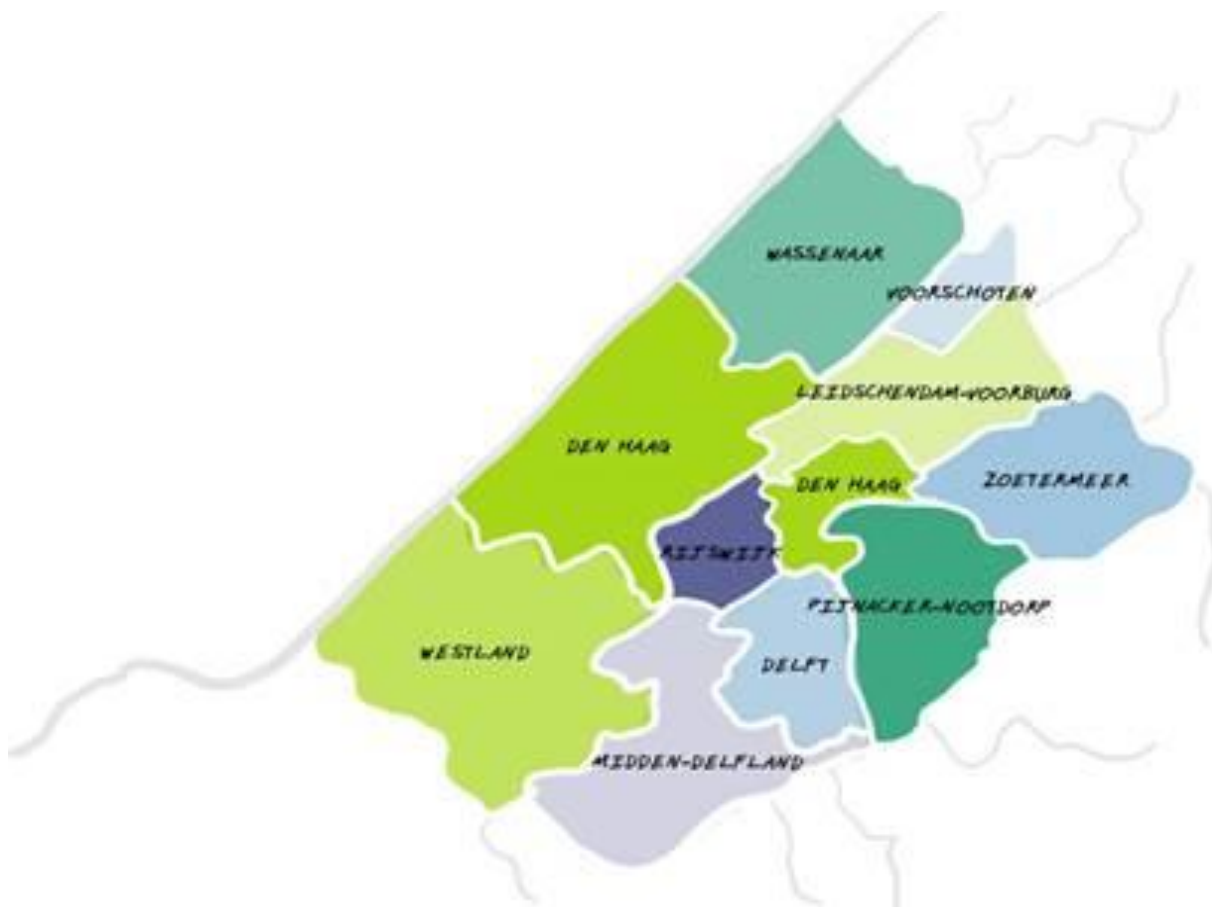 WASSENAAR
VOORSCHOTEN
LEIDSCHENDAM-VOORBURG
DEN HAAG
DEN HAAG
ZOETERMEER
RIJSWIJK
PIJNACKER-NOOTDORP
WESTLAND
DELFT
MIDDEN-DELFLAND